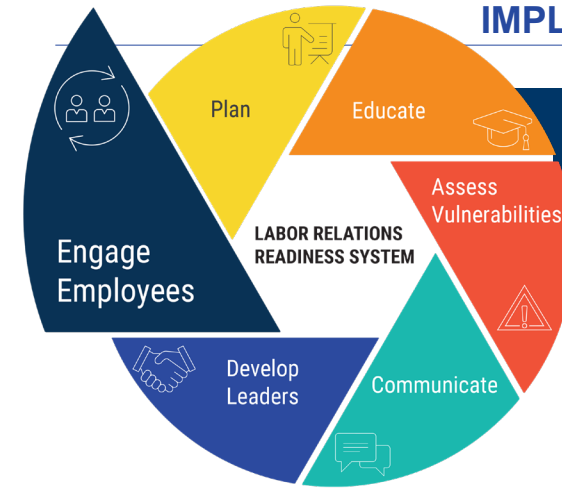 IMPL
Plan
Educate
Assess
Vulnerabilities
LABOR RELATIONS
READINESS SYSTEM
Engage
Employees
Develop
Leaders
Communicate